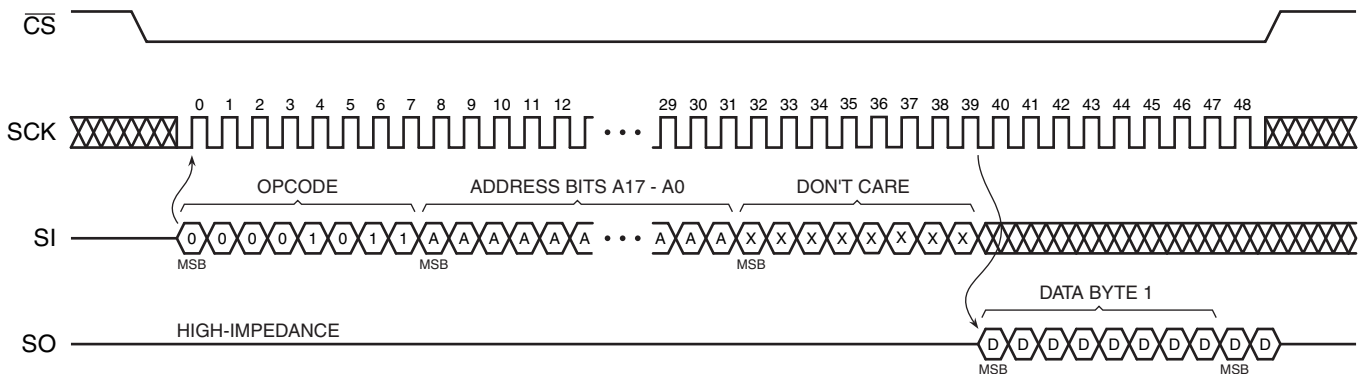 CS
SCK 0 1 2 3 4 5 6 7 8 9 10 11 12 • • • 29 30 31 32 33 34 35 36 37 38 39 40 41 42 43 44 45 46 47 48
OPCODE ADDRESS BITS A17 - A0 DON'T CARE
SI 0 0 0 0 1 0 1 1 A A A A A A • • • A A A X X X X X X X X
MSB MSB MSB
DATA BYTE 1
HIGH-IMPEDANCE
SO D D D D D D D D D D
MSB MSB